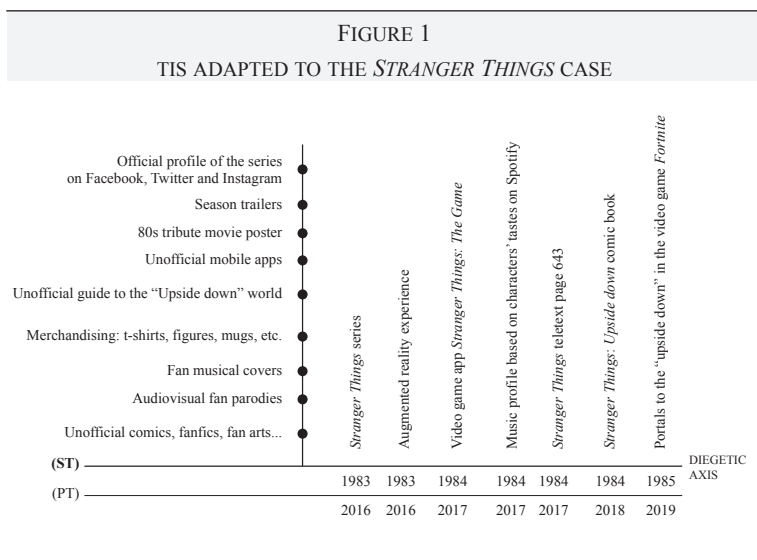 FIGURE 1
TIS ADAPTED TO THE STRANGER THINGS CASE
Official profile of the series
on Facebook, Twitter and Instagram
Season trailers
80s tribute movie poster
Unofficial mobile apps
Unofficial guide to the “Upside down” world
Merchandising: t-shirts, figures, mugs, etc.
Fan musical covers
Audiovisual fan parodies
Unofficial comics, fanfics, fan arts...
Stranger Things series
Augmented reality experience
Video game app Stranger Things: The Game
Music profile based on characters’ tastes on Spotify
Stranger Things teletext page 643
Stranger Things: Upside down comic book
Portals to the “upside down” in the video game Fortnite
(ST)
DIEGETIC
AXIS
1983 1983 1984 1984 1984 1984 1985
(PT)
2016 2016 2017 2017 2017 2018 2019